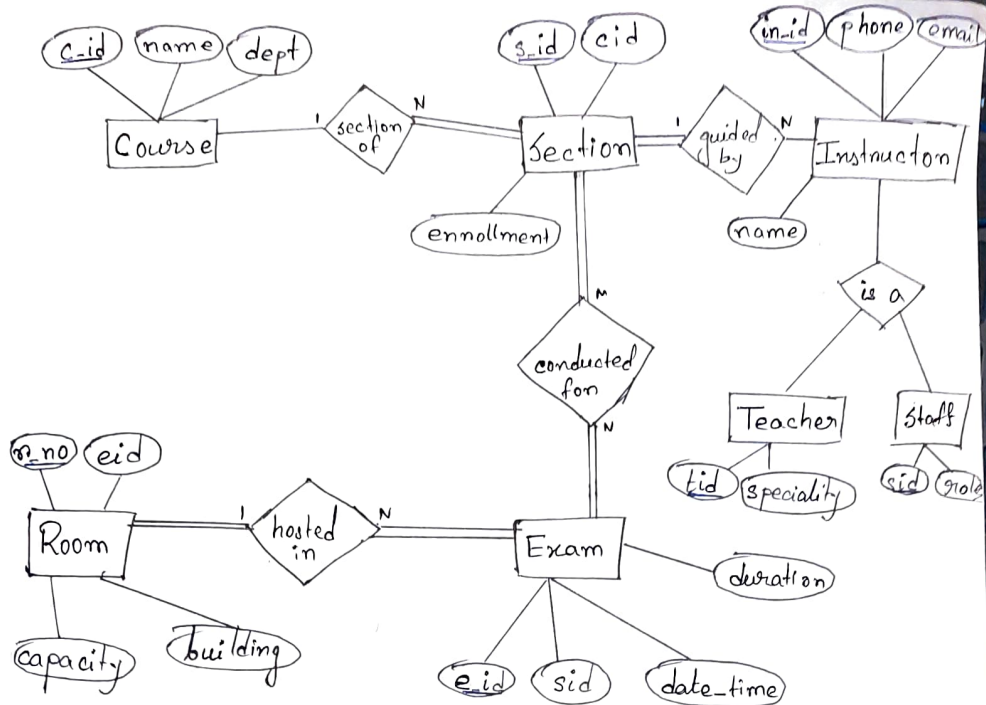 c_id
name
dept
s_id
cid
in_id
phone
email
Course
1
section
of
N
Section
1
guided
by
N
Instructor
ennollment
name
is a
M
conducted
for
N
Teacher
Staff
tid
speciality
sid
role
r_no
eid
Room
1
hosted
in
N
Exam
duration
capacity
building
e_id
sid
date_time